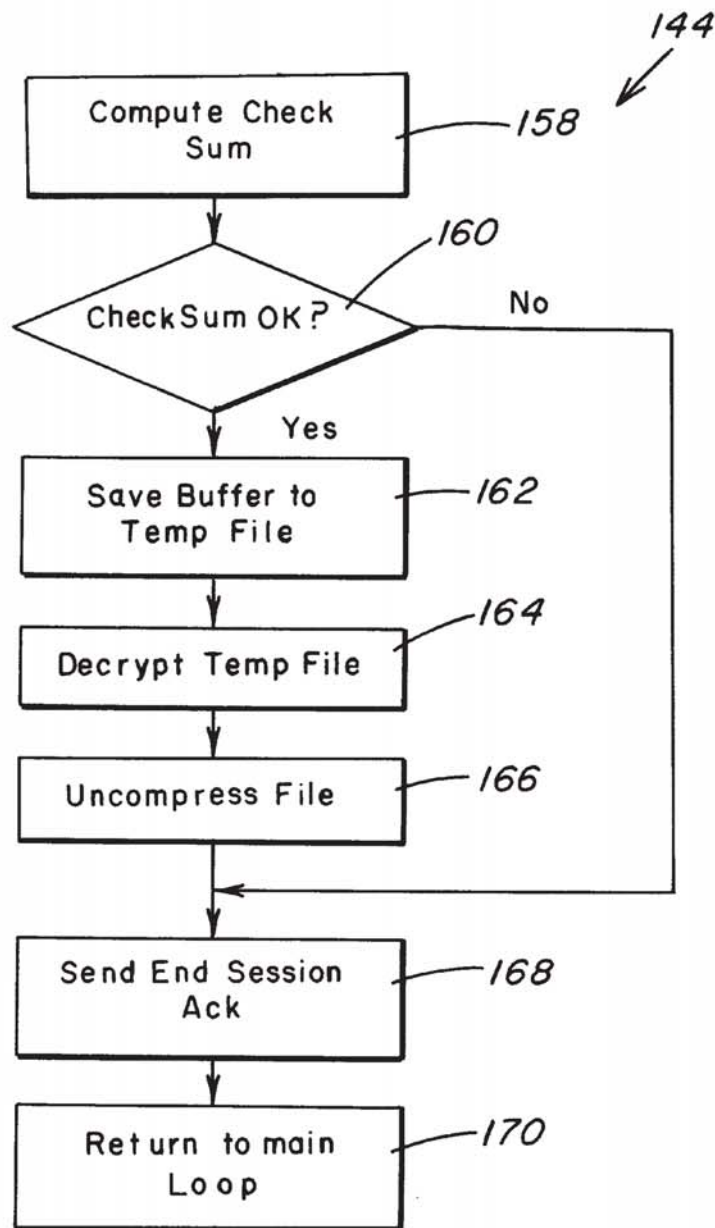 144
Compute Check
Sum
158
160
CheckSum OK?
No
Yes
Save Buffer to
Temp File
162
164
Decrypt Temp File
Uncompress File
166
Send End Session
Ack
168
Return to main
Loop
170